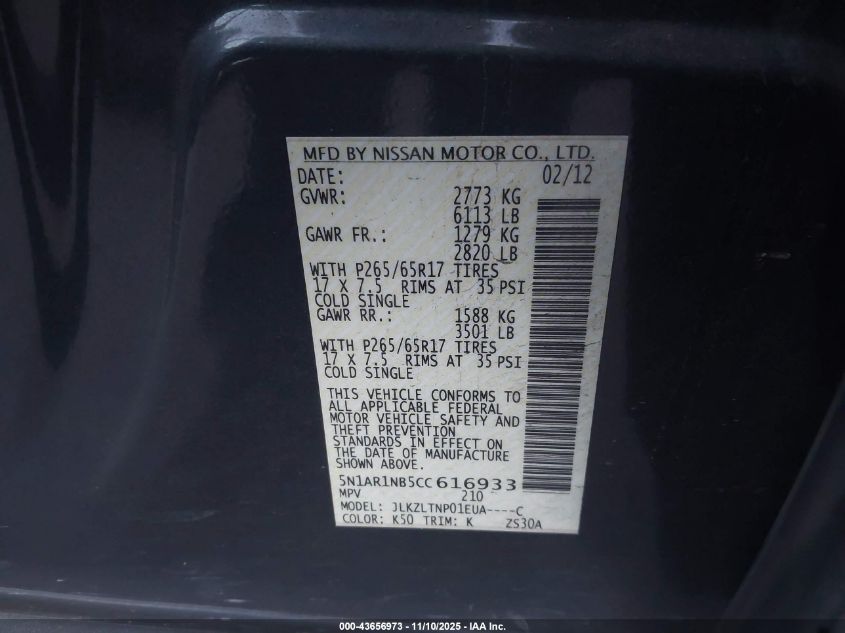 MFD BY NISSAN MOTOR CO., LTD.
DATE: 02/12
GVWR: 2773 KG
6113 LB
GAWR FR.: 1279 KG
2820 LB
WITH P265/65R17 TIRES
17 X 7.5 RIMS AT 35 PSI
COLD SINGLE
GAWR RR.: 1588 KG
3501 LB
WITH P265/65R17 TIRES
17 X 7.5 RIMS AT 35 PSI
COLD SINGLE
THIS VEHICLE CONFORMS TO
ALL APPLICABLE FEDERAL
MOTOR VEHICLE SAFETY AND
THEFT PREVENTION
STANDARDS IN EFFECT ON
THE DATE OF MANUFACTURE
SHOWN ABOVE.
5N1AR1NB5CC616933
MPV 210
MODEL: JLKZLTNP01EUA----C
COLOR: K50 TRIM: K ZS30A
000-43656973 - 11/10/2025 - IAA Inc.